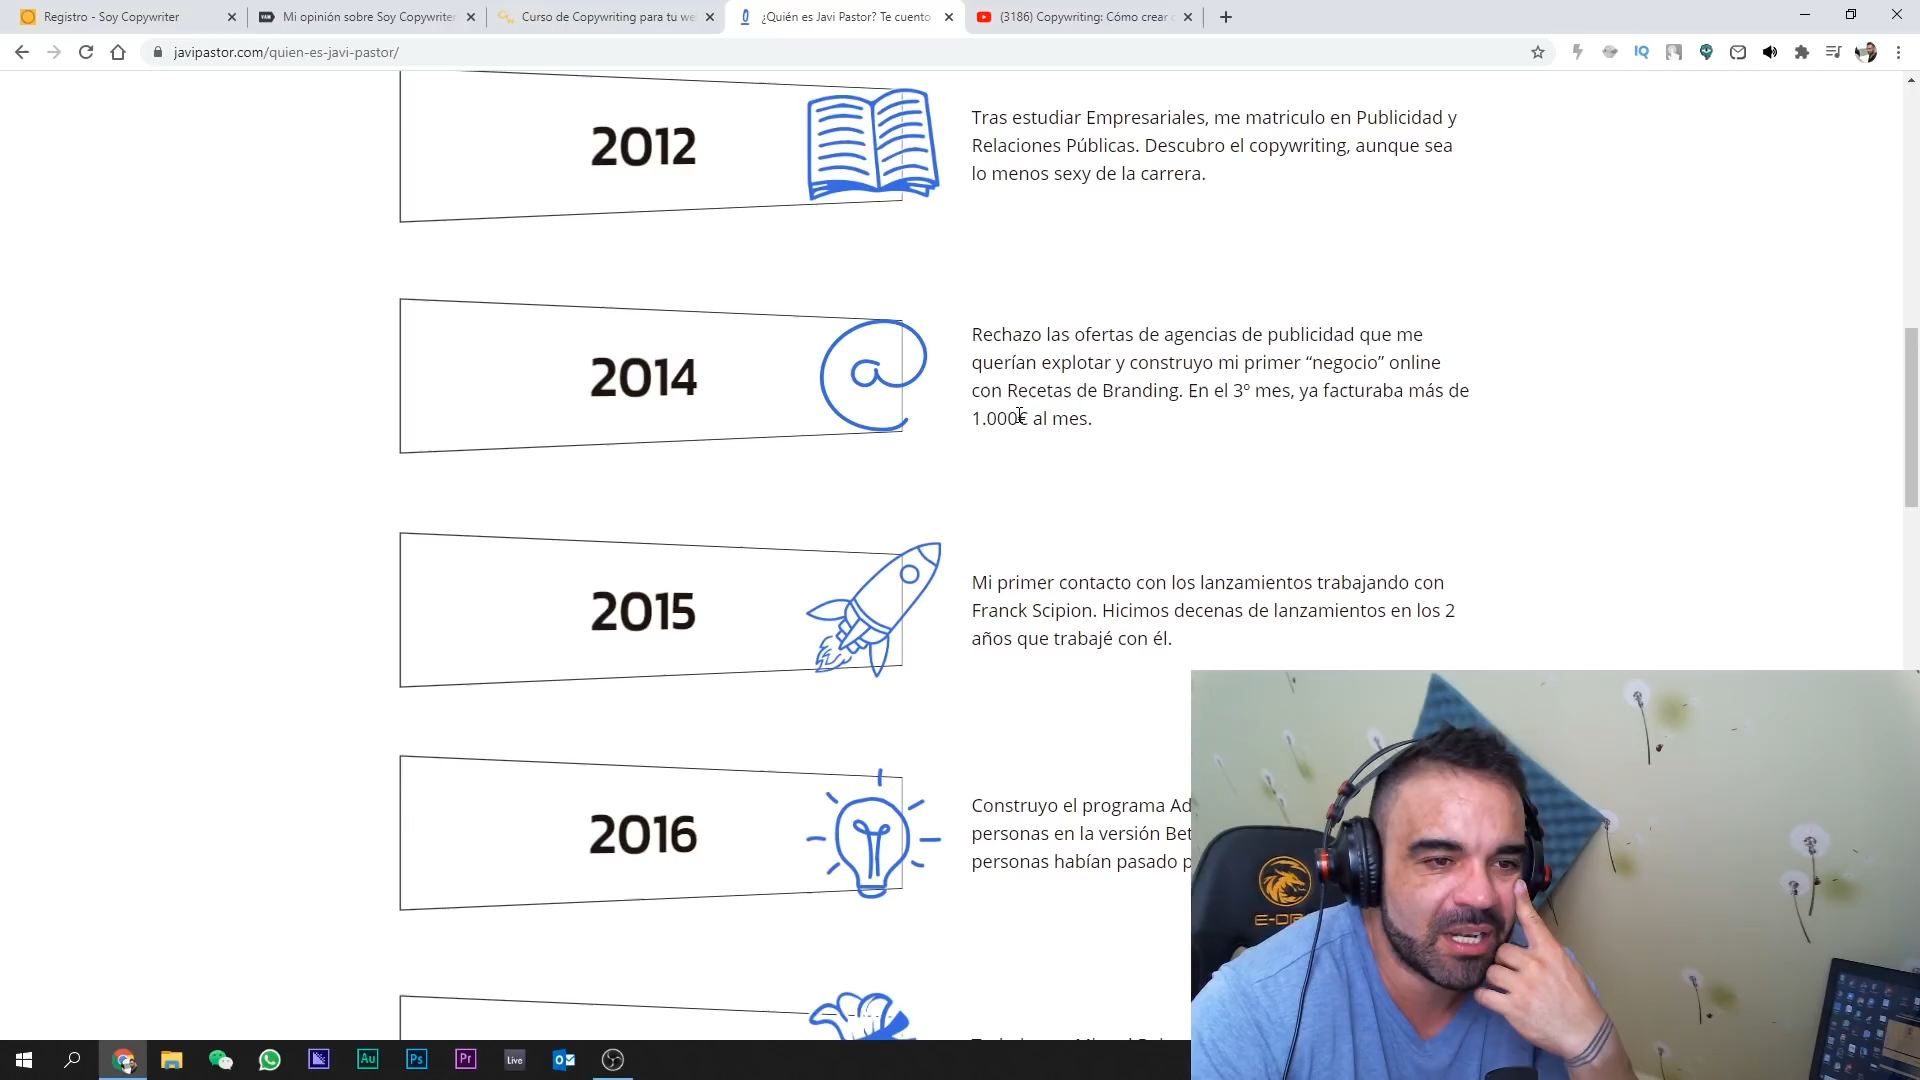 Registro - Soy Copywriter
Mi opinión sobre Soy Copywriter
Curso de Copywriting para tu we
¿Quién es Javi Pastor? Te cuento
(3186) Copywriting: Cómo crear
javipastor.com/quien-es-javi-pastor/
2012
Tras estudiar Empresariales, me matriculo en Publicidad y
Relaciones Públicas. Descubro el copywriting, aunque sea
lo menos sexy de la carrera.
2014
Rechazo las ofertas de agencias de publicidad que me
querían explotar y construyo mi primer “negocio” online
con Recetas de Branding. En el 3º mes, ya facturaba más de
1.000€ al mes.
2015
Mi primer contacto con los lanzamientos trabajando con
Franck Scipion. Hicimos decenas de lanzamientos en los 2
años que trabajé con él.
2016
Construyo el programa Ad
personas en la versión Bet
personas habían pasado p
E-DR
Au
Ps
Pr
Live